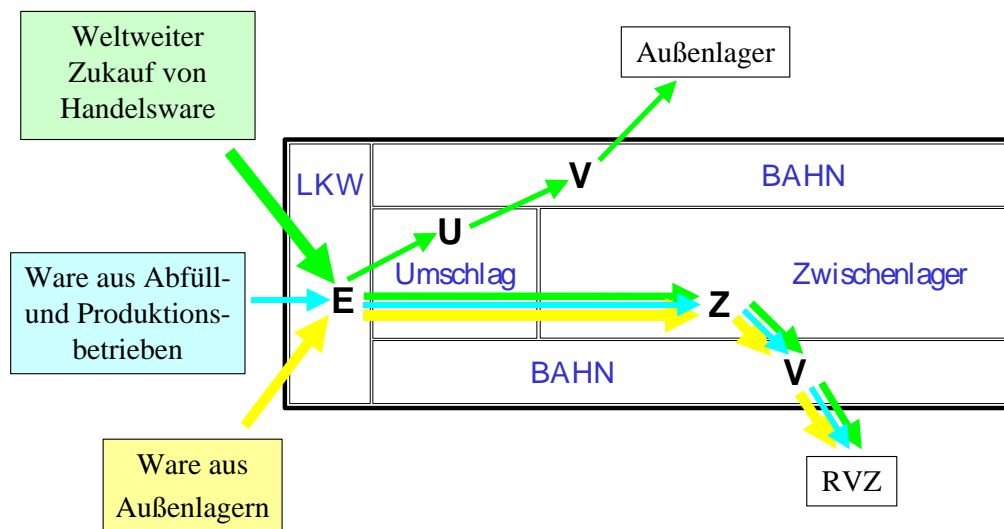 Weltweiter
Zukauf von
Handelsware
Außenlager
LKW
V
BAHN
U
Umschlag
Zwischenlager
Ware aus Abfüll-
und Produktions-
betrieben
E
Z
BAHN
V
Ware aus
Außenlagern
RVZ